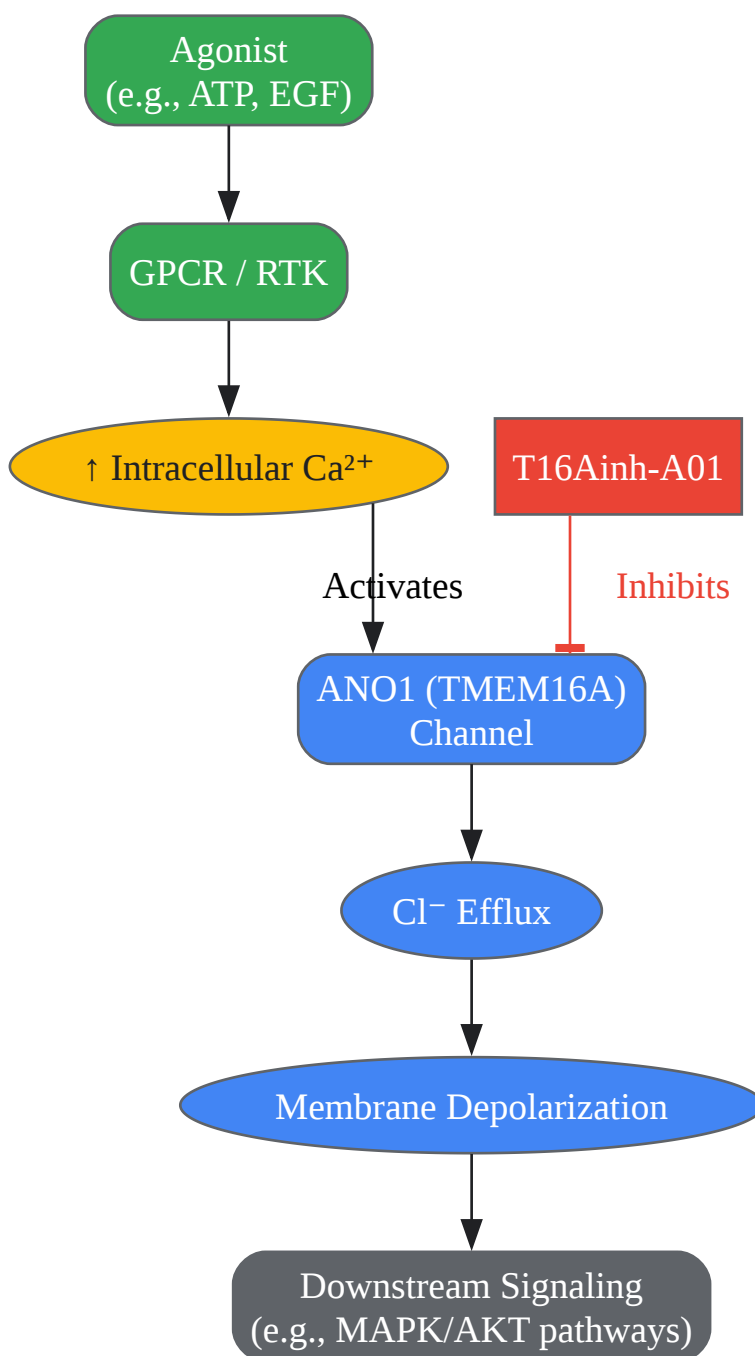 Agonist
(e.g., ATP, EGF)
GPCR / RTK
↑ Intracellular Ca²⁺
T16Ainh-A01
Activates
Inhibits
ANO1 (TMEM16A)
Channel
Cl⁻ Efflux
Membrane Depolarization
Downstream Signaling
(e.g., MAPK/AKT pathways)